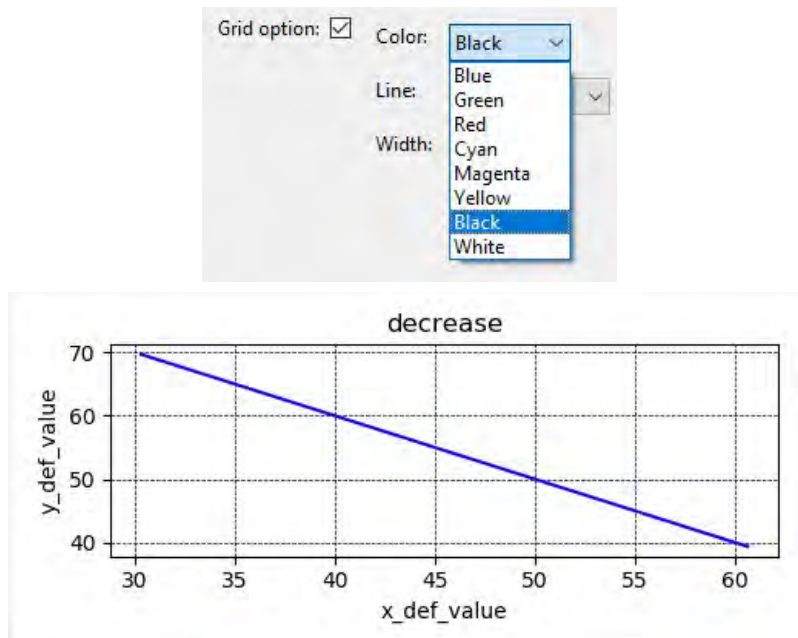 Grid option:
Color:
Black
Blue
Line:
Green
Red
Width:
Cyan
Magenta
Yellow
Black
White
decrease
y_def_value
70
60
50
40
30 35 40 45 50 55 60
x_def_value